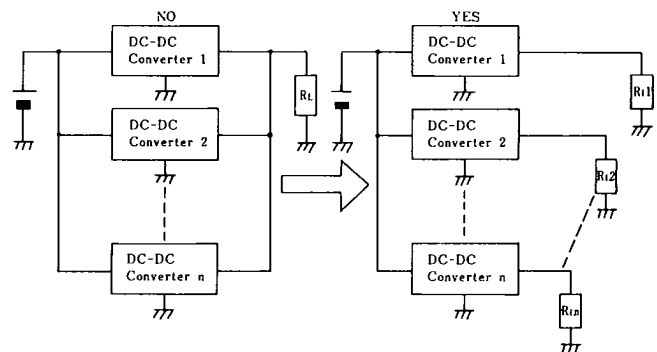 NO
DC-DC
Converter 1
RL
DC-DC
Converter 2
DC-DC
Converter n
YES
DC-DC
Converter 1
RL1
DC-DC
Converter 2
RL2
DC-DC
Converter n
RLn